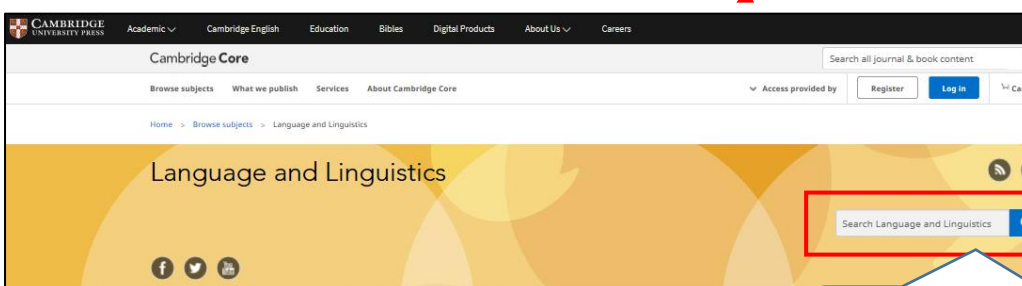 CAMBRIDGE
UNIVERSITY PRESS
Academic Cambridge English Education Bibles Digital Products About Us Careers
Cambridge Core
Search all journal & book content
Browse subjects What we publish Services About Cambridge Core Access provided by Register Log in
Home > Browse subjects > Language and Linguistics
Language and Linguistics
Search Language and Linguistics